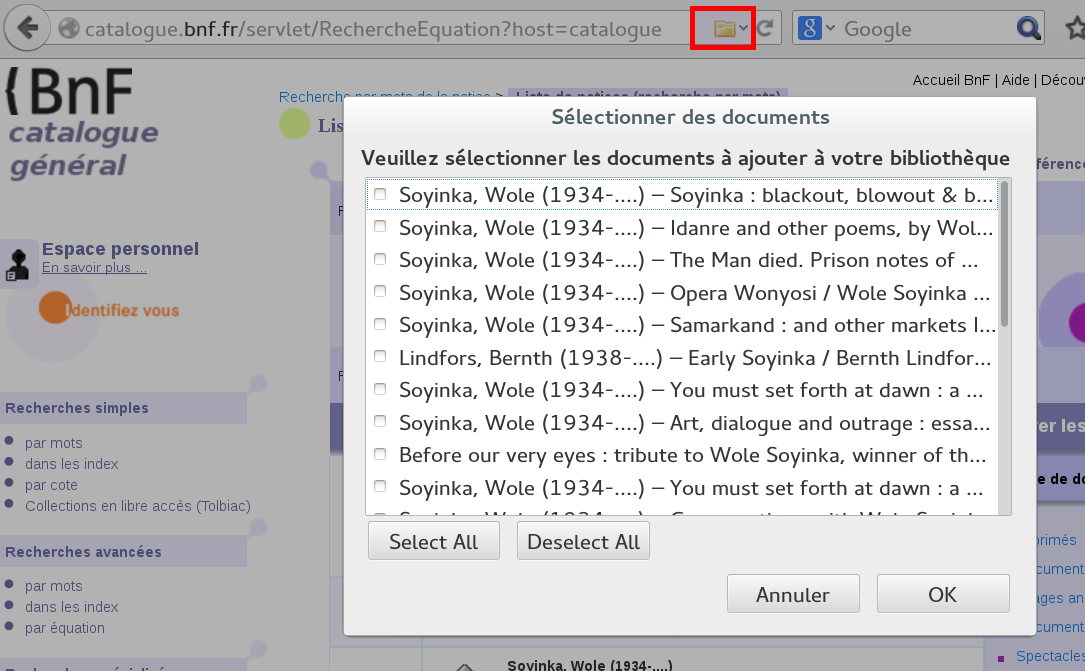 catalogue.bnf.fr/servlet/RechercheEquation?host=catalogue
8 Google
{BnF
catalogue
général
Accueil BnF | Aide | Découv
Recherche par mots de la notice > Liste de notices (recherche par mots)
Lis
Sélectionner des documents
Veuillez sélectionner les documents à ajouter à votre bibliothèque
Soyinka, Wole (1934-....) – Soyinka : blackout, blowout & b...
Soyinka, Wole (1934-....) – Idanre and other poems, by Wol...
Soyinka, Wole (1934-....) – The Man died. Prison notes of ...
Soyinka, Wole (1934-....) – Opera Wonyosi / Wole Soyinka ...
Soyinka, Wole (1934-....) – Samarkand : and other markets I...
Lindfors, Bernth (1938-....) – Early Soyinka / Bernth Lindfor...
Soyinka, Wole (1934-....) – You must set forth at dawn : a ...
Soyinka, Wole (1934-....) – Art, dialogue and outrage : essa...
Before our very eyes : tribute to Wole Soyinka, winner of th...
Soyinka, Wole (1934-....) – You must set forth at dawn : a ...
Select All
Deselect All
Annuler
OK
Espace personnel
En savoir plus ...
Identifiez vous
Recherches simples
par mots
dans les index
par cote
Collections en libre accès (Tolbiac)
Recherches avancées
par mots
dans les index
par équation
férence
er les
e de do
primés
cument
ages an
cument
Spectacles
Soyinka, Wole (1934-....)